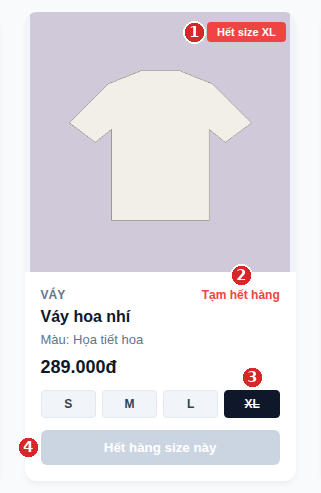 1 Hết size XL
2
VÁY Tạm hết hàng
Váy hoa nhí
Màu: Họa tiết hoa
289.000đ
3
S M L XL
4 Hết hàng size này